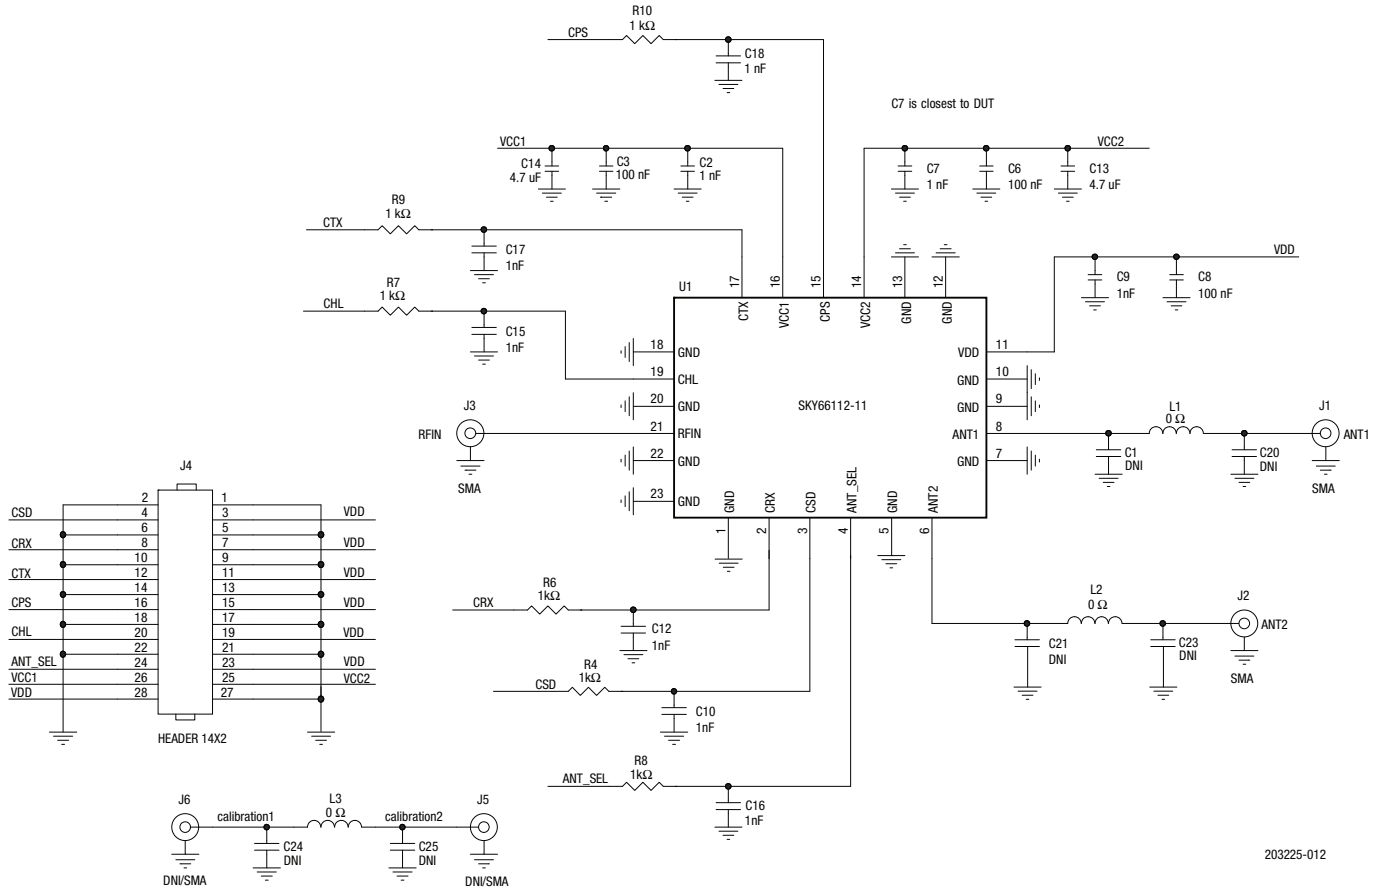 R10
1 kΩ
CPS
C18
1 nF
C7 is closest to DUT
VCC1
C14
4.7 uF
C3
100 nF
C2
1 nF
VCC2
C7
1 nF
C6
100 nF
C13
4.7 uF
R9
1 kΩ
CTX
C17
1nF
VDD
C9
1nF
C8
100 nF
R7
1 kΩ
CHL
C15
1nF
U1
17
16
15
14
13
12
CTX
VCC1
CPS
VCC2
GND
GND
18
GND
19
CHL
20
GND
21
RFIN
22
GND
23
GND
SKY66112-11
VDD
11
GND
10
GND
9
ANT1
8
GND
7
GND
CRX
CSD
ANT_SEL
GND
ANT2
1
2
3
4
5
6
J3
RFIN
SMA
L1
0 Ω
J1
ANT1
C1
DNI
C20
DNI
SMA
J4
2
1
CSD
4
3
VDD
6
5
CRX
8
7
VDD
10
9
CTX
12
11
VDD
14
13
CPS
16
15
VDD
18
17
CHL
20
19
VDD
22
21
ANT_SEL
24
23
VDD
VCC1
26
25
VCC2
VDD
28
27
HEADER 14X2
R6
1kΩ
CRX
C12
1nF
L2
0 Ω
J2
ANT2
C21
DNI
C23
DNI
SMA
R4
1kΩ
CSD
C10
1nF
R8
1kΩ
ANT_SEL
C16
1nF
J6
calibration1
L3
0 Ω
calibration2
J5
C24
DNI
C25
DNI
DNI/SMA
DNI/SMA
203225-012